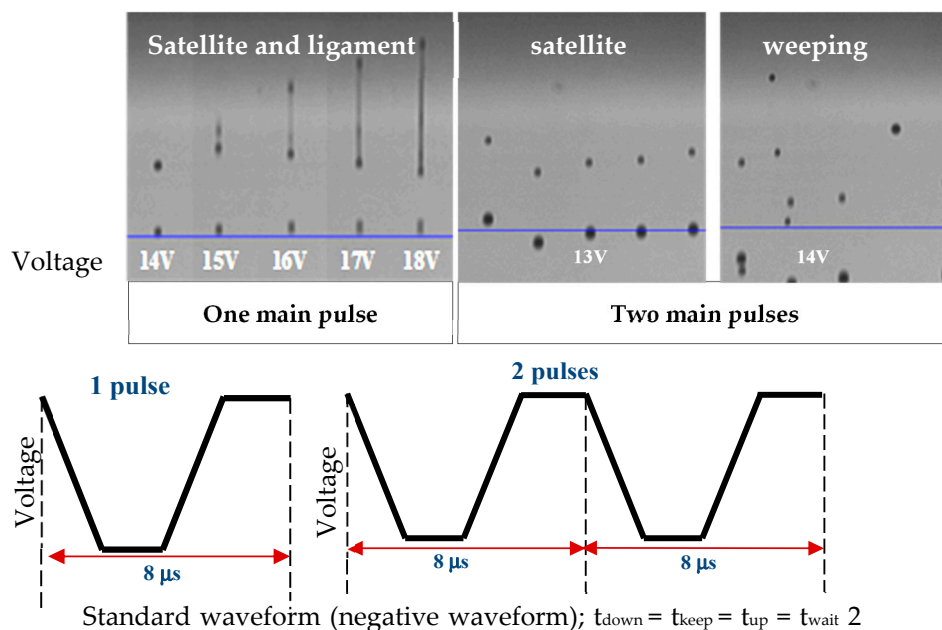 Satellite and ligament satellite weeping
Voltage 14V 15V 16V 17V 18V 13V 14V
One main pulse Two main pulses
1 pulse 2 pulses
Voltage Voltage
8 µs 8 µs 8 µs
Standard waveform (negative waveform); tdown = tkeep = tup = twait 2